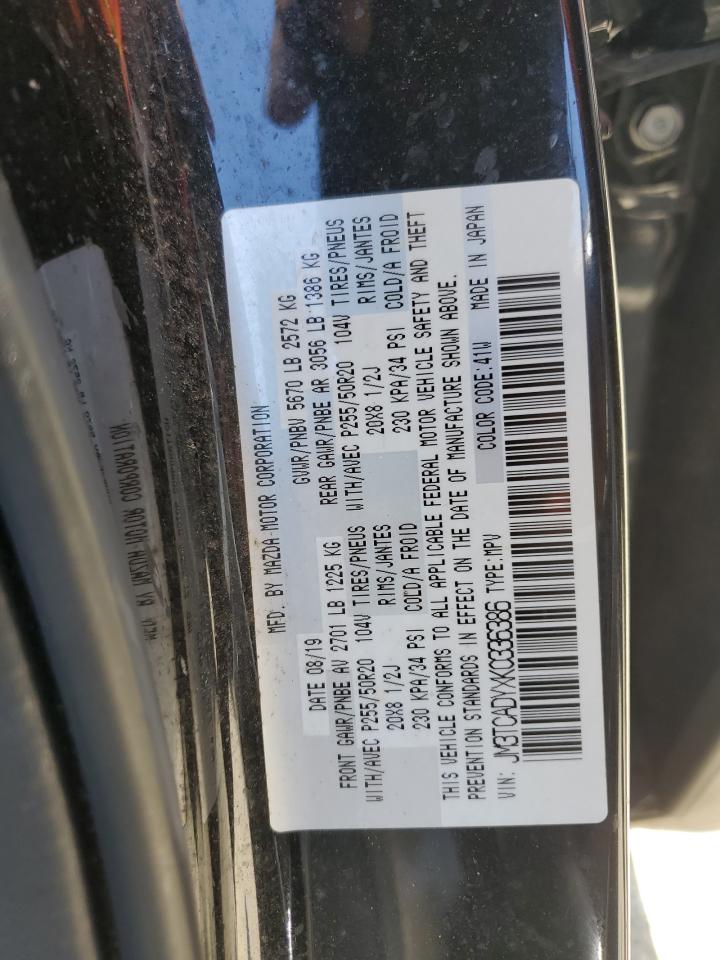 MFD. BY MAZDA MOTOR CORPORATION
DATE 08/19 GVWR/PNBV 5670 LB 2572 KG
FRONT GAWR/PNBE AV 2701 LB 1225 KG REAR GAWR/PNBE AR 3056 LB 1386 KG
WITH/AVEC P255/50R20 104V TIRES/PNEUS WITH/AVEC P255/50R20 104V TIRES/PNEUS
20X8 1/2J RIMS/JANTES 20X8 1/2J RIMS/JANTES
230 KPA/34 PSI COLD/A FROID 230 KPA/34 PSI COLD/A FROID
THIS VEHICLE CONFORMS TO ALL APPLICABLE FEDERAL MOTOR VEHICLE SAFETY AND THEFT
PREVENTION STANDARDS IN EFFECT ON THE DATE OF MANUFACTURE SHOWN ABOVE.
VIN: JM3TCADYXK0336386 TYPE:MPV COLOR CODE:41W MADE IN JAPAN